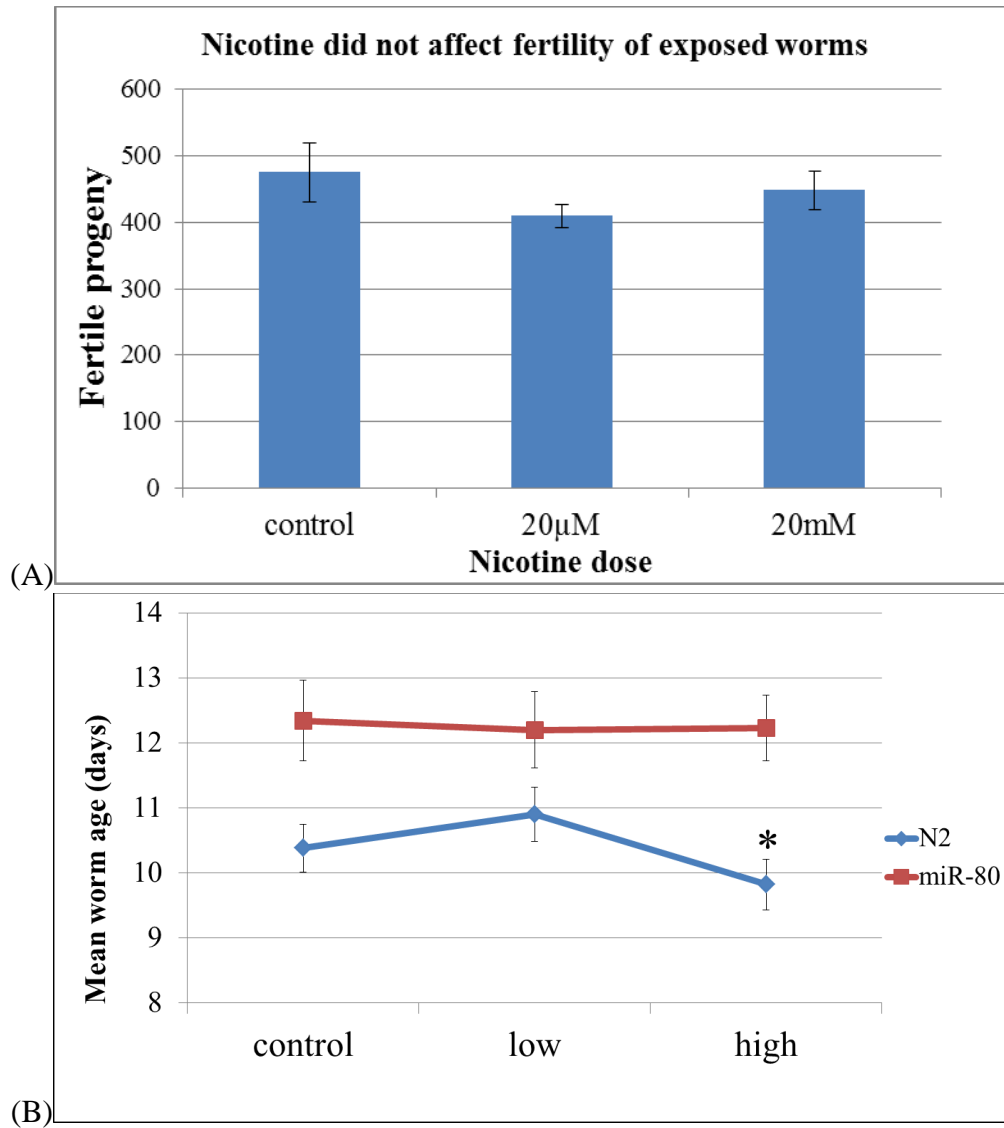 Nicotine did not affect fertility of exposed worms
600
500
400
300
200
100
0
Fertile progeny
control
20µM
20mM
Nicotine dose
(A)
14
13
12
11
10
9
8
Mean worm age (days)
*
N2
miR-80
control
low
high
(B)